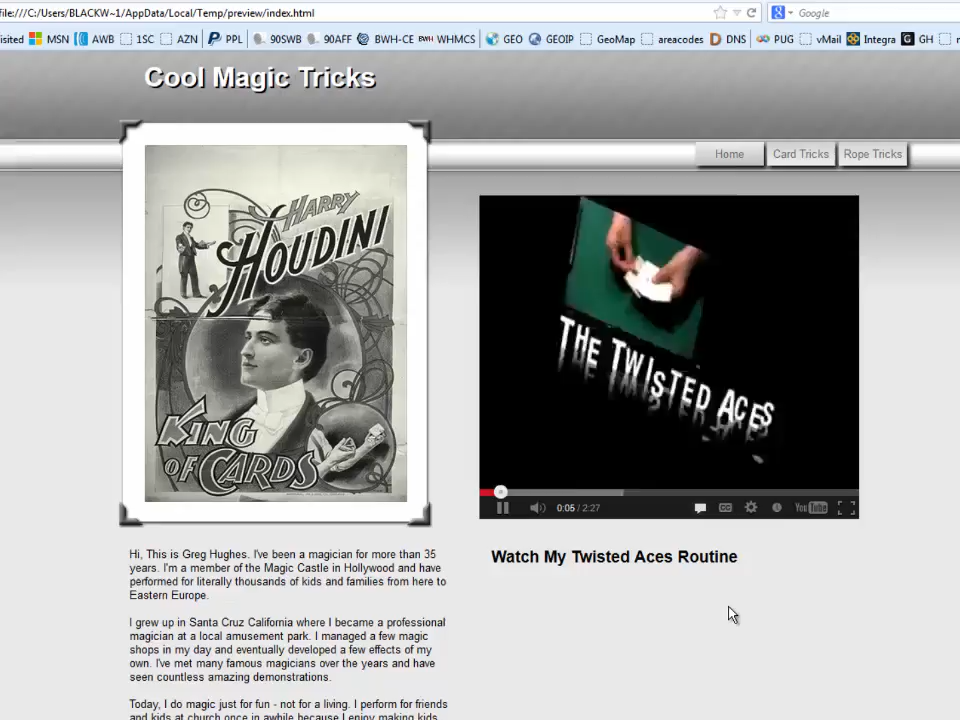 file:///C:/Users/BLACKW~1/AppData/Local/Temp/preview/index.html
Google
isited MSN AWB 1SC AZN PPL 90SWB 90AFF BWH-CE BWH WHMCS GEO GEOIP GeoMap areacodes DNS PUG vMail Integra GH
Cool Magic Tricks
Home Card Tricks Rope Tricks
HARRY
HOUDINI
KING
OF CARDS
THE TWISTED ACES
0:05 / 2:27
YouTube
Watch My Twisted Aces Routine
Hi, This is Greg Hughes. I've been a magician for more than 35
years. I'm a member of the Magic Castle in Hollywood and have
performed for literally thousands of kids and families from here to
Eastern Europe.
I grew up in Santa Cruz California where I became a professional
magician at a local amusement park. I managed a few magic
shops in my day and eventually developed a few effects of my
own. I've met many famous magicians over the years and have
seen countless amazing demonstrations.
Today, I do magic just for fun - not for a living. I perform for friends
and kids at church once in awhile because I enjoy making kids